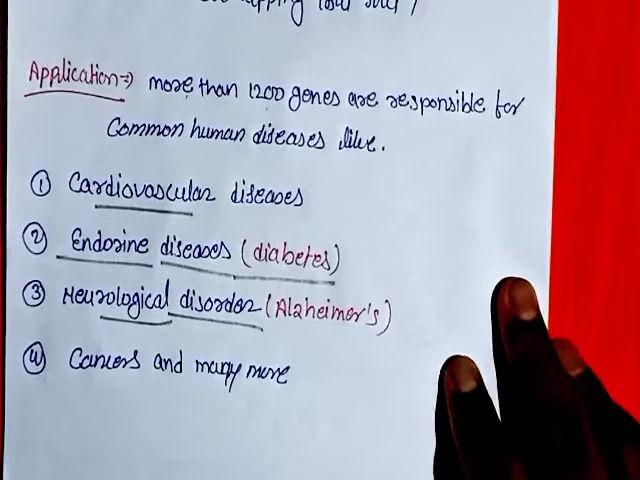 Application⇒ more than 1200 genes are responsible for
Common human diseases like.
① Cardiovascular diseases
② Endorine diseases (diabetes)
③ Neurological disorder (Alzheimer's)
④ Cancers and many more